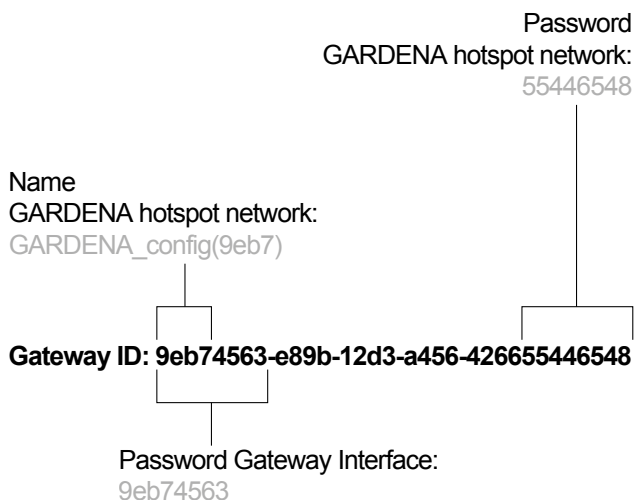 Password
GARDENA hotspot network:
55446548
Name
GARDENA hotspot network:
GARDENA_config(9eb7)
Gateway ID: 9eb74563-e89b-12d3-a456-426655446548
Password Gateway Interface:
9eb74563